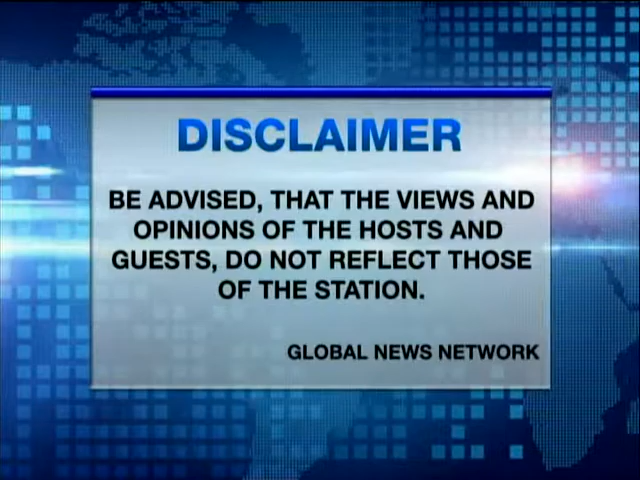 DISCLAIMER
BE ADVISED, THAT THE VIEWS AND
OPINIONS OF THE HOSTS AND
GUESTS, DO NOT REFLECT THOSE
OF THE STATION.
GLOBAL NEWS NETWORK